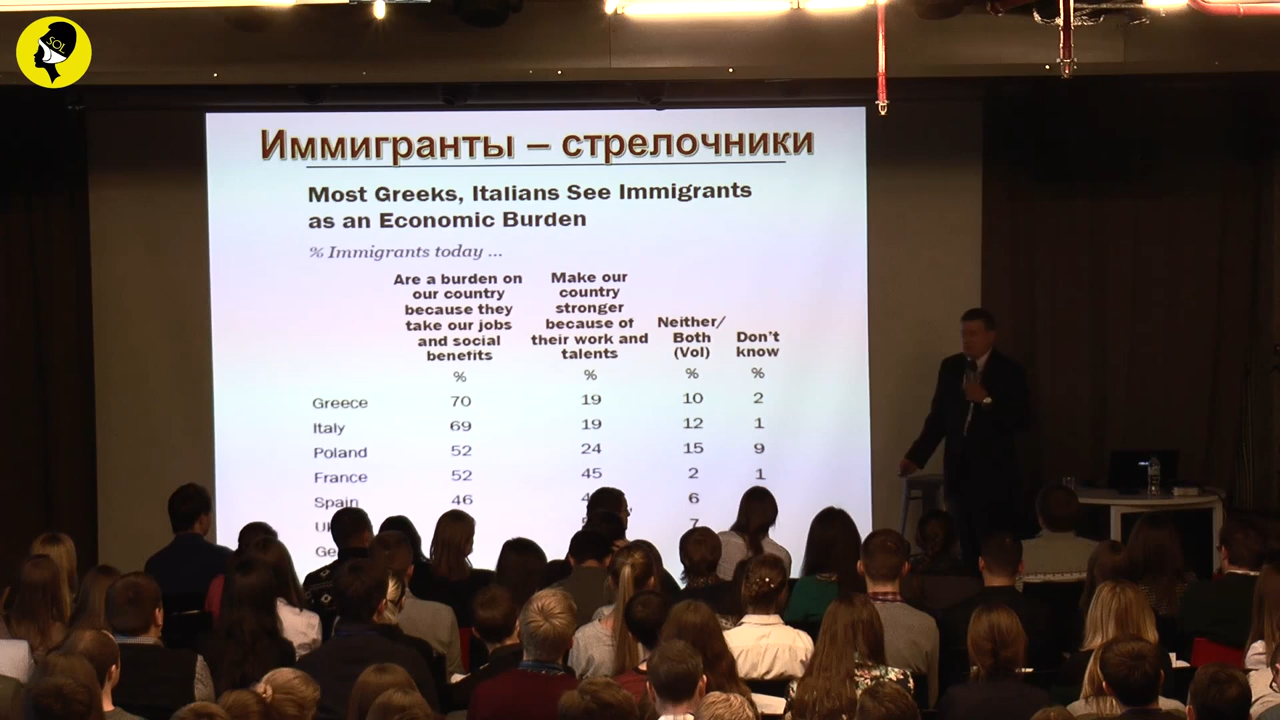 SOL
Иммигранты – стрелочники
Most Greeks, Italians See Immigrants
as an Economic Burden
% Immigrants today ...
Are a burden on
our country
because they
take our jobs
and social
benefits
Make our
country
stronger
because of
their work and
talents
Neither/
Both
(Vol)
Don't
know
% % % %
Greece 70 19 10 2
Italy 69 19 12 1
Poland 52 24 15 9
France 52 45 2 1
Spain 46 6
7